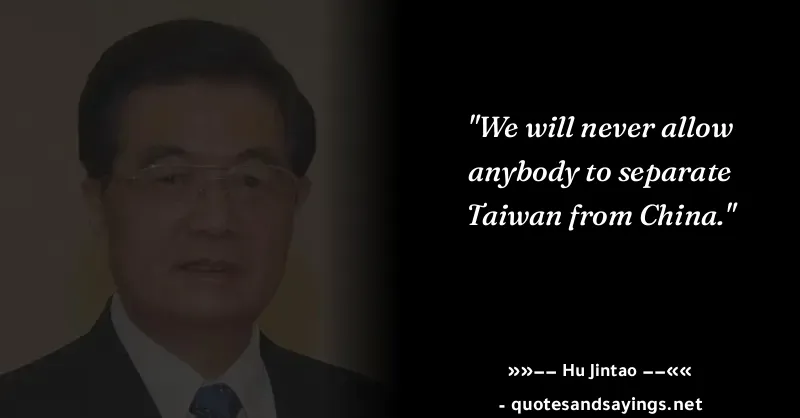 "We will never allow
anybody to separate
Taiwan from China."
»»−− Hu Jintao −−««
- quotesandsayings.net